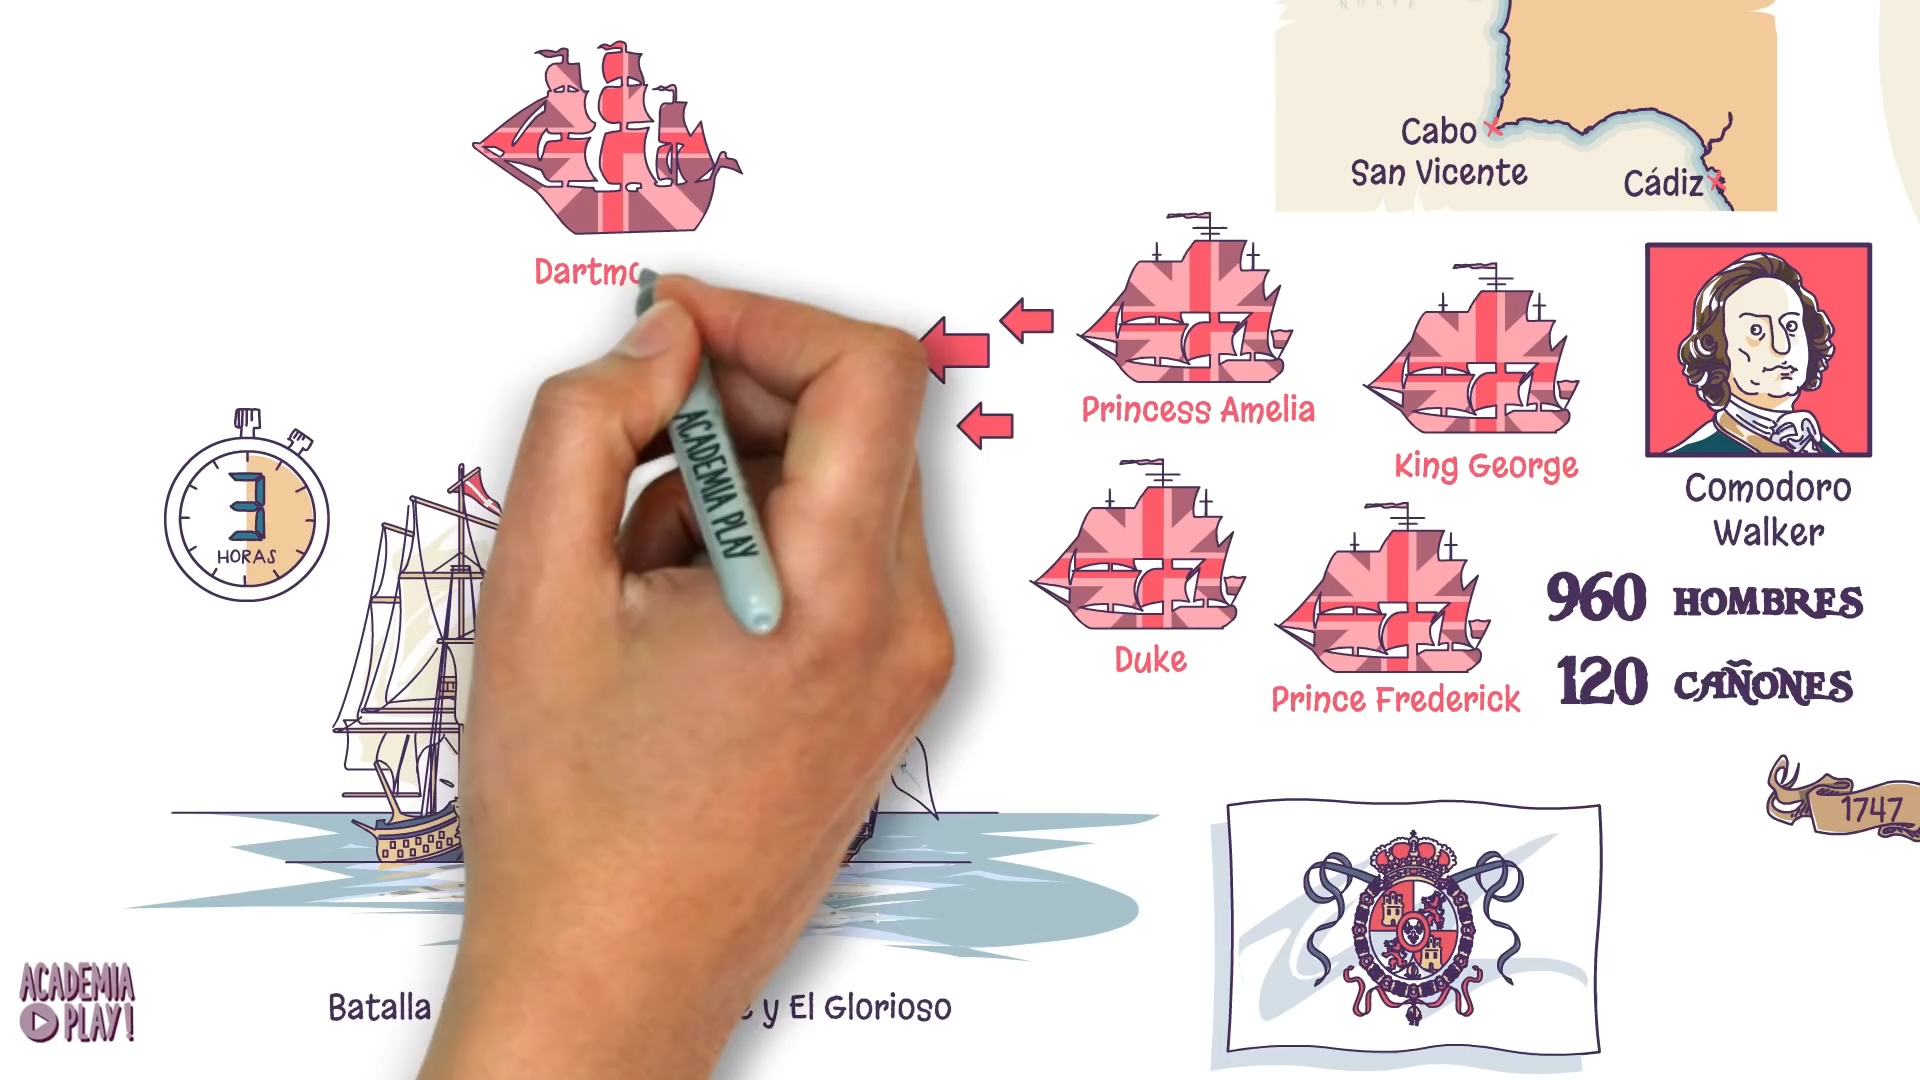 NORTE
Cabo
San Vicente
Cádiz
Dartmo
Princess Amelia
King George
Comodoro
Walker
3
HORAS
ACADEMIA PLAY
Duke
Prince Frederick
960 HOMBRES
120 CAÑONES
1747
ACADEMIA
PLAY!
Batalla
y El Glorioso